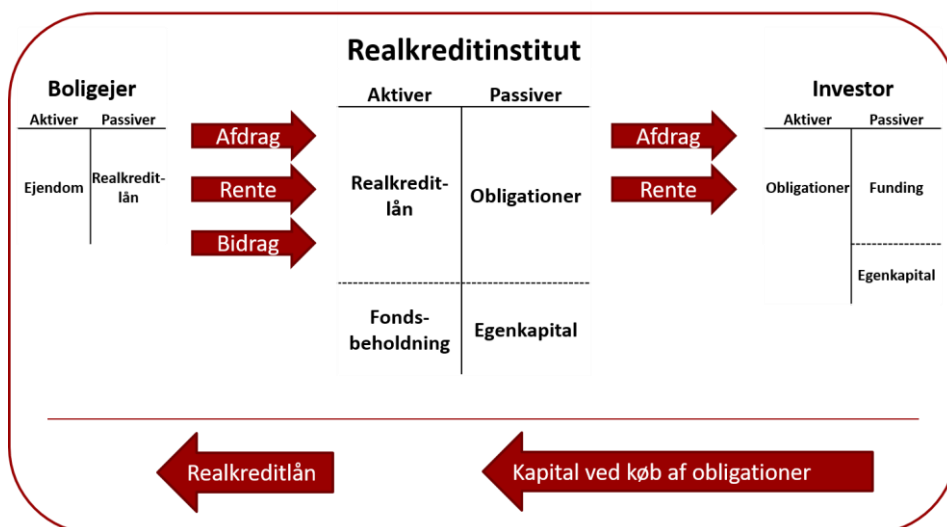 Realkreditinstitut
Boligejer
Aktiver Passiver
Ejendom
Realkredit-
lån
Afdrag
Rente
Bidrag
Aktiver Passiver
Realkredit-
lån
Obligationer
Fonds-
beholdning
Egenkapital
Afdrag
Rente
Investor
Aktiver Passiver
Obligationer Funding
Egenkapital
Realkreditlån
Kapital ved køb af obligationer